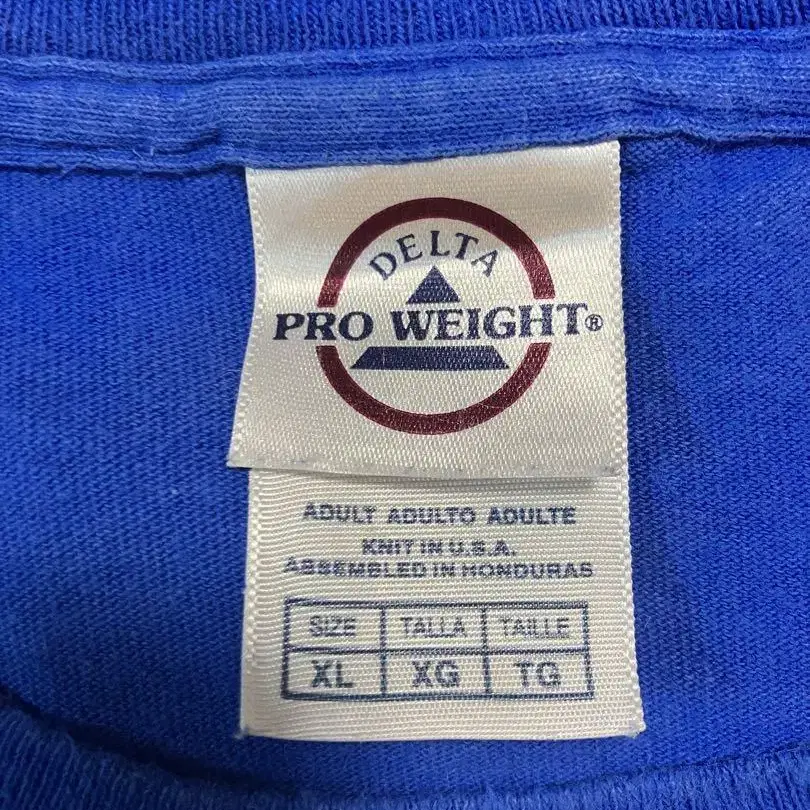 DELTA
PRO WEIGHT®
ADULT ADULTO ADULTE
KNIT IN U.S.A.
ASSEMBLED IN HONDURAS
SIZE TALLA TAILLE
XL XG TG